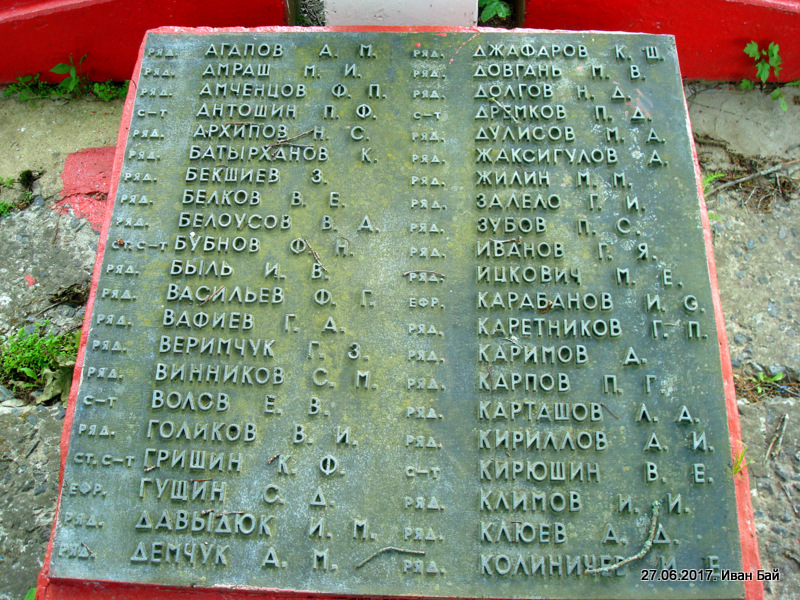 РЯД. АГАПОВ А. М.
РЯД. АМРАШ М. И.
РЯД. АМЧЕНЦОВ Ф. П.
С-Т АНТОШИН П. Ф.
РЯД. АРХИПОВ Н. С.
РЯД. БАТЫРХАНОВ К.
РЯД. БЕКШИЕВ З.
РЯД. БЕЛКОВ В. Е.
РЯД. БЕЛОУСОВ В. Д.
СТ. С-Т БУБНОВ Ф. Н.
РЯД. БЫЛЬ И. В.
РЯД. ВАСИЛЬЕВ Ф. Г.
РЯД. ВАФИЕВ Г. А.
РЯД. ВЕРИМЧУК Г. З.
РЯД. ВИННИКОВ С. М.
С-Т ВОЛОВ Е. В.
РЯД. ГОЛИКОВ В. И.
СТ. С-Т ГРИШИН К. Ф.
ЕФР. ГУЩИН С. Д.
РЯД. ДАВЫДЮК И. М.
РЯД. ДЕМЧУК А. М.
РЯД. ДЖАФАРОВ К. Ш.
РЯД. ДОВГАНЬ М. В.
РЯД. ДОЛГОВ Н. Д.
С-Т ДРЕМКОВ П. Д.
РЯД. ДУЛИСОВ М. А.
РЯД. ЖАКСИГУЛОВ А.
РЯД. ЖИЛИН М. М.
РЯД. ЗАЛЕЛО Г. И.
РЯД. ЗУБОВ П. С.
РЯД. ИВАНОВ Г. Я.
РЯД. ИЦКОВИЧ М. Е.
ЕФР. КАРАБАНОВ И. С.
РЯД. КАРЕТНИКОВ Г. П.
РЯД. КАРИМОВ А.
РЯД. КАРПОВ П. Г.
РЯД. КАРТАШОВ Л. А.
РЯД. КИРИЛЛОВ А. И.
С-Т КИРЮШИН В. Е.
РЯД. КЛИМОВ И. И.
РЯД. КЛЮЕВ А. Д.
РЯД. КОЛИНИЧЕВ И. Е.
27.06.2017. Иван Бай